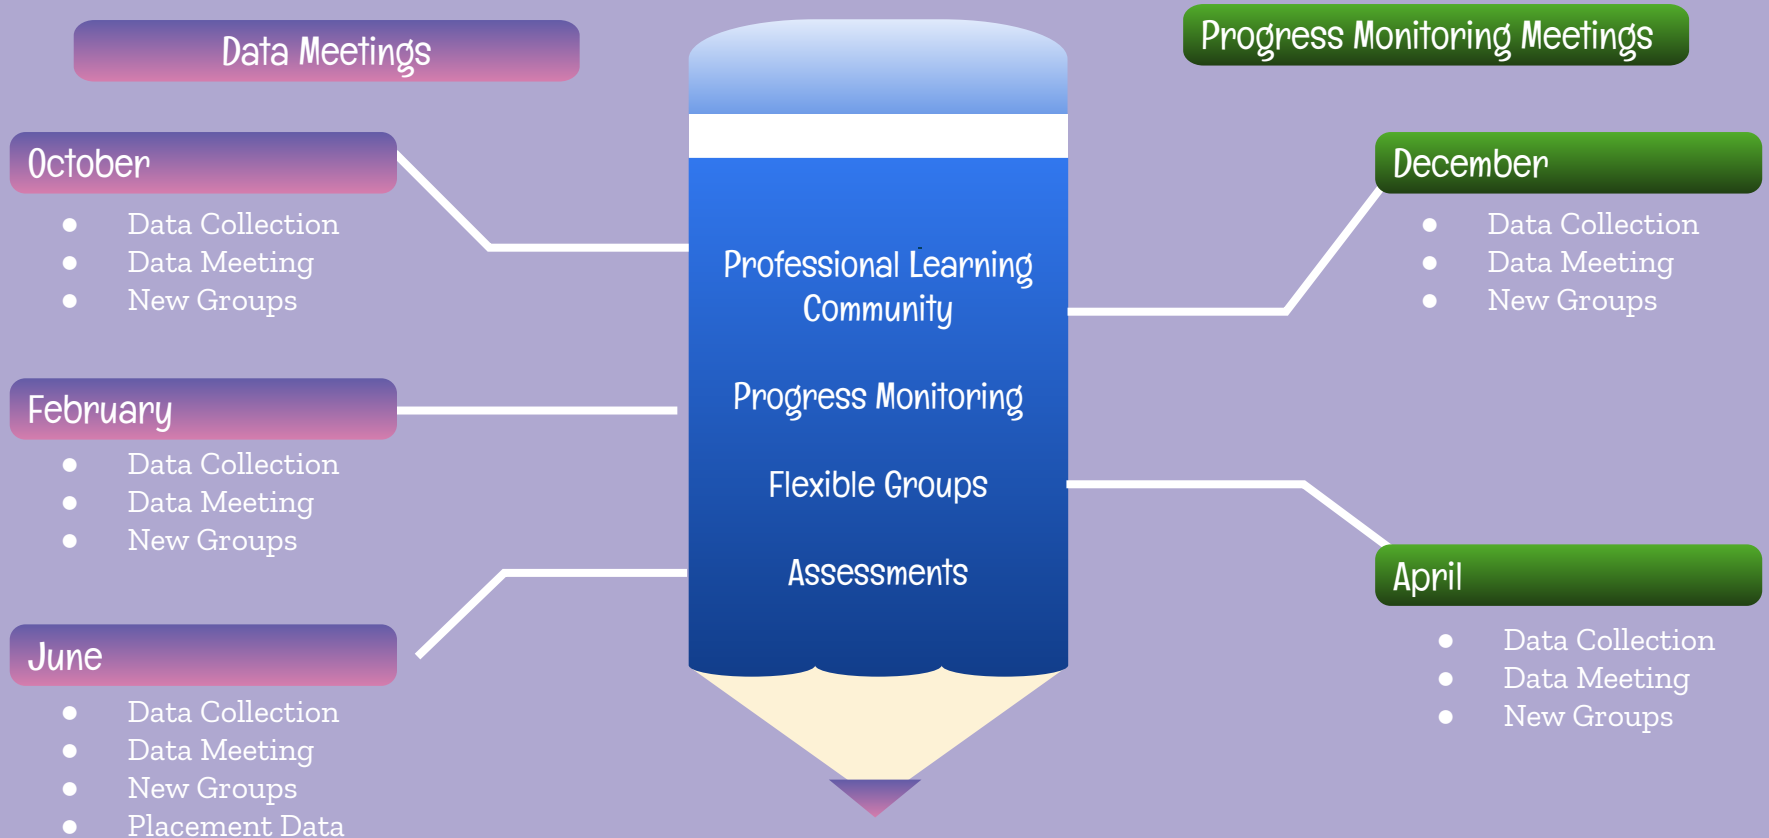 Data Meetings
October
● Data Collection
● Data Meeting
● New Groups
February
● Data Collection
● Data Meeting
● New Groups
June
● Data Collection
● Data Meeting
● New Groups
● Placement Data
Professional Learning
Community
Progress Monitoring
Flexible Groups
Assessments
Progress Monitoring Meetings
December
● Data Collection
● Data Meeting
● New Groups
April
● Data Collection
● Data Meeting
● New Groups